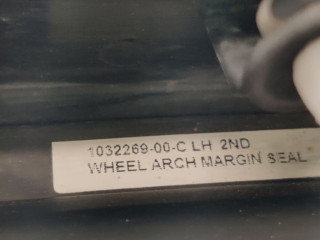 1032269-00-C LH 2ND
WHEEL ARCH MARGIN SEAL